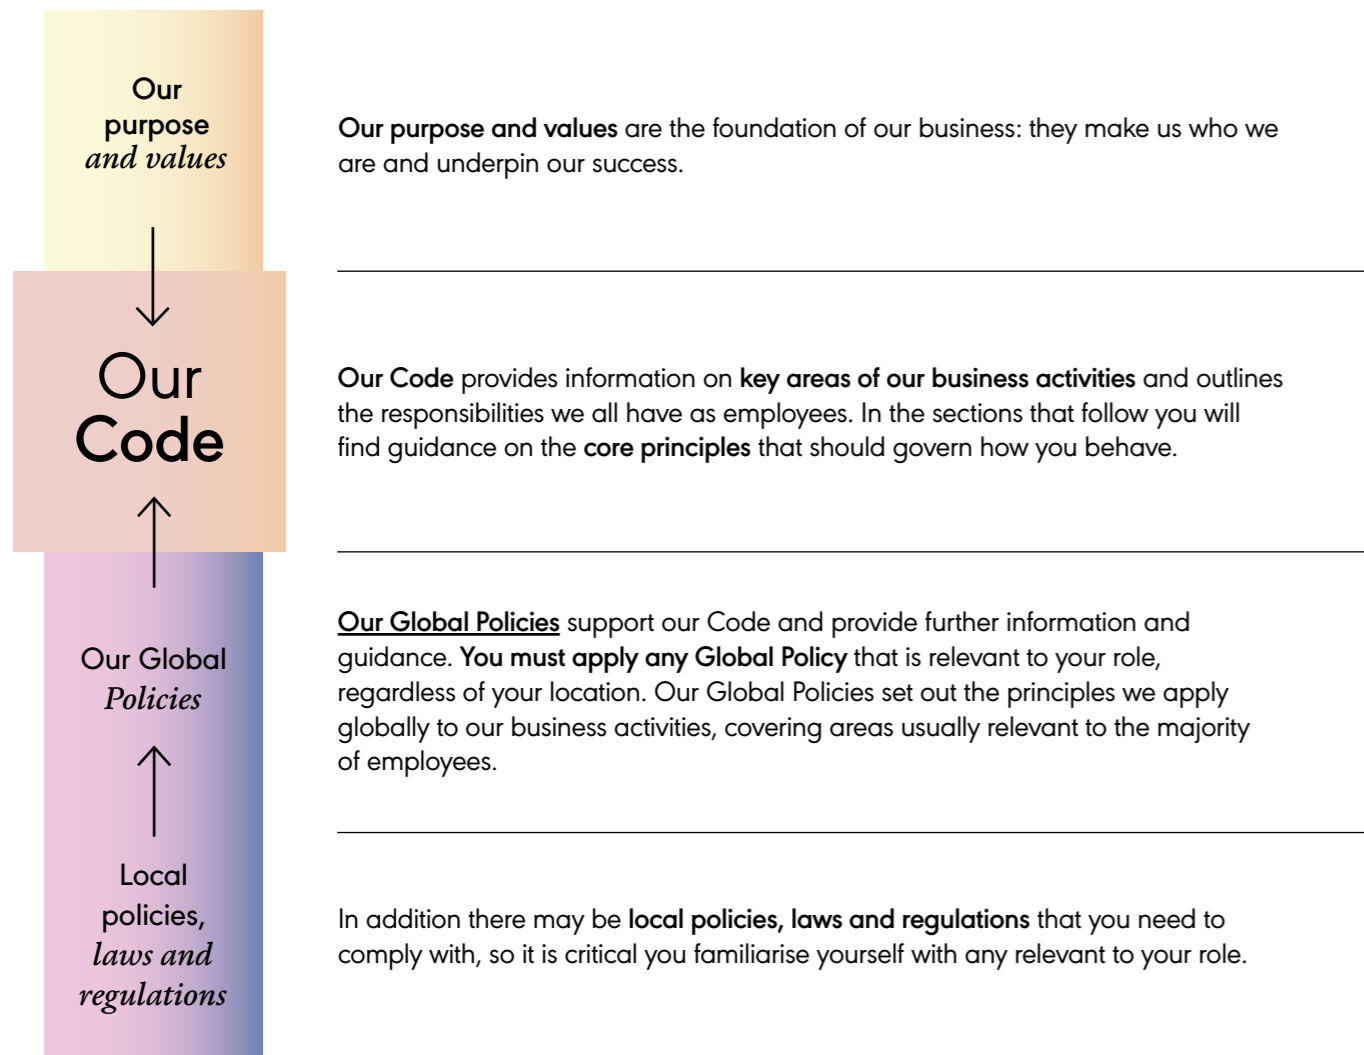 Our
purpose
and values
Our purpose and values are the foundation of our business: they make us who we
are and underpin our success.
Our
Code
Our Code provides information on key areas of our business activities and outlines
the responsibilities we all have as employees. In the sections that follow you will
find guidance on the core principles that should govern how you behave.
Our Global
Policies
Our Global Policies support our Code and provide further information and
guidance. You must apply any Global Policy that is relevant to your role,
regardless of your location. Our Global Policies set out the principles we apply
globally to our business activities, covering areas usually relevant to the majority
of employees.
Local
policies,
laws and
regulations
In addition there may be local policies, laws and regulations that you need to
comply with, so it is critical you familiarise yourself with any relevant to your role.